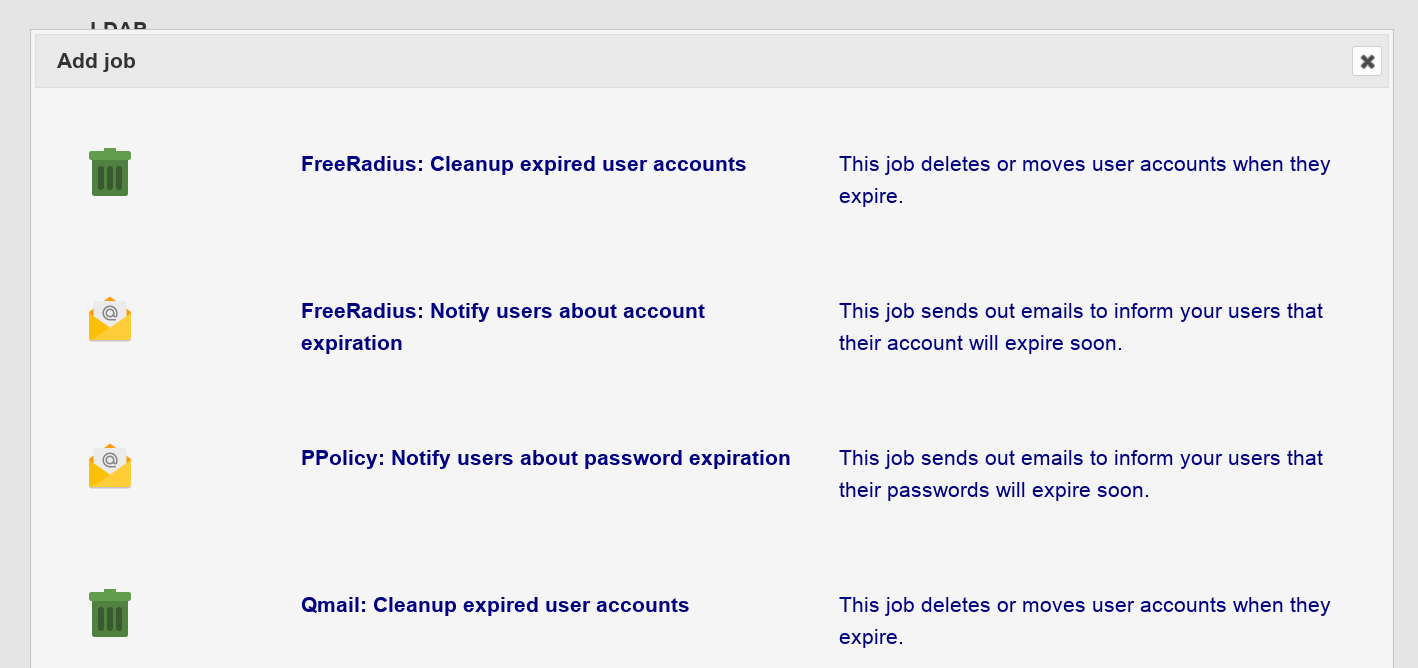 Add job
FreeRadius: Cleanup expired user accounts
This job deletes or moves user accounts when they
expire.
FreeRadius: Notify users about account
expiration
This job sends out emails to inform your users that
their account will expire soon.
PPolicy: Notify users about password expiration
This job sends out emails to inform your users that
their passwords will expire soon.
Qmail: Cleanup expired user accounts
This job deletes or moves user accounts when they
expire.